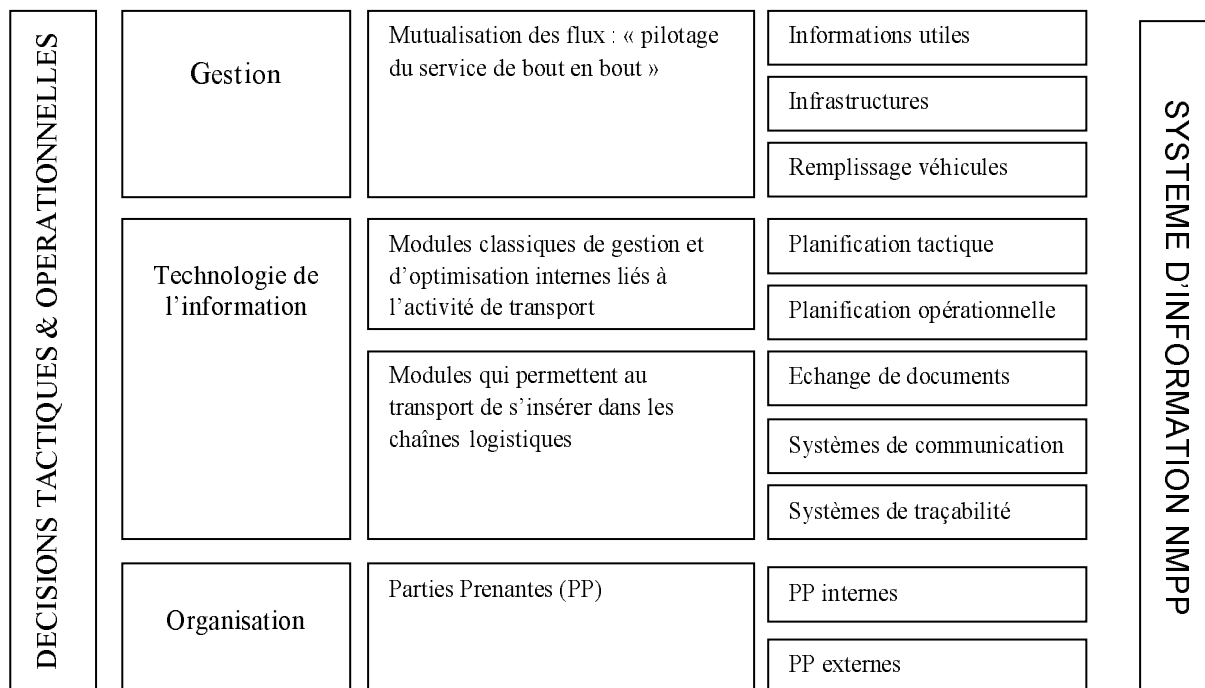 DECISIONS TACTIQUES & OPERATIONNELLES
Gestion
Mutualisation des flux : « pilotage
du service de bout en bout »
Informations utiles
Infrastructures
Remplissage véhicules
Technologie de
l’information
Modules classiques de gestion et
d’optimisation internes liés à
l’activité de transport
Planification tactique
Planification opérationnelle
Modules qui permettent au
transport de s’insérer dans les
chaînes logistiques
Echange de documents
Systèmes de communication
Systèmes de traçabilité
Organisation
Parties Prenantes (PP)
PP internes
PP externes
SYSTEME D’INFORMATION NMPP